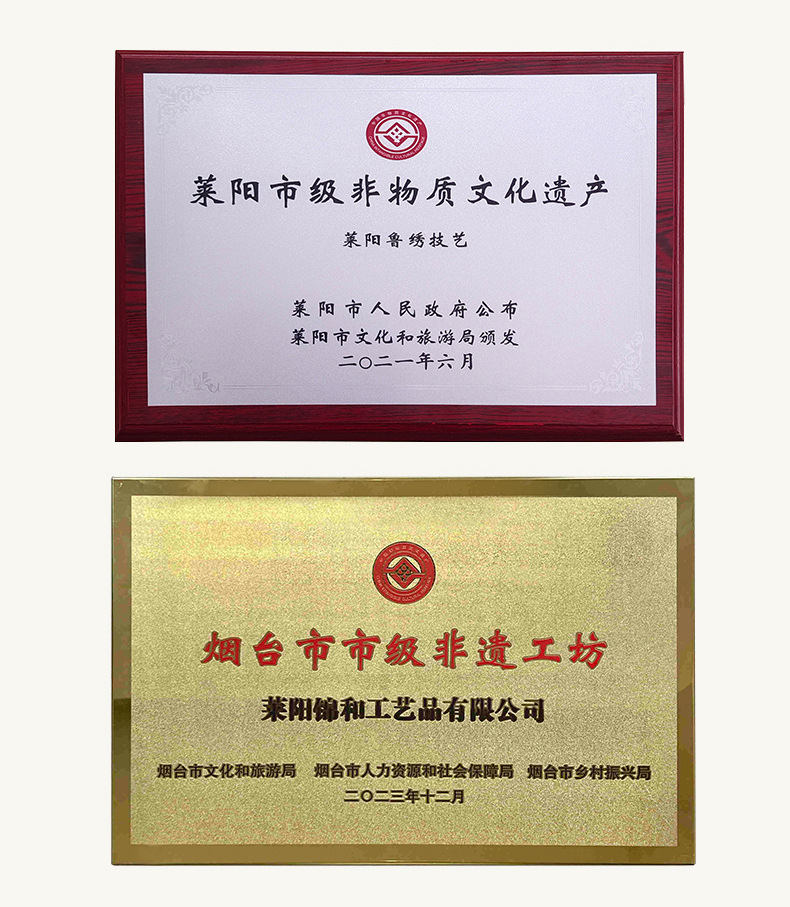 莱阳市级非物质文化遗产
莱阳鲁绣技艺
莱阳市人民政府公布
莱阳市文化和旅游局颁发
二〇二一年六月
烟台市市级非遗工坊
莱阳锦和工艺品有限公司
烟台市文化和旅游局 烟台市人力资源和社会保障局 烟台市乡村振兴局
二〇二三年十二月